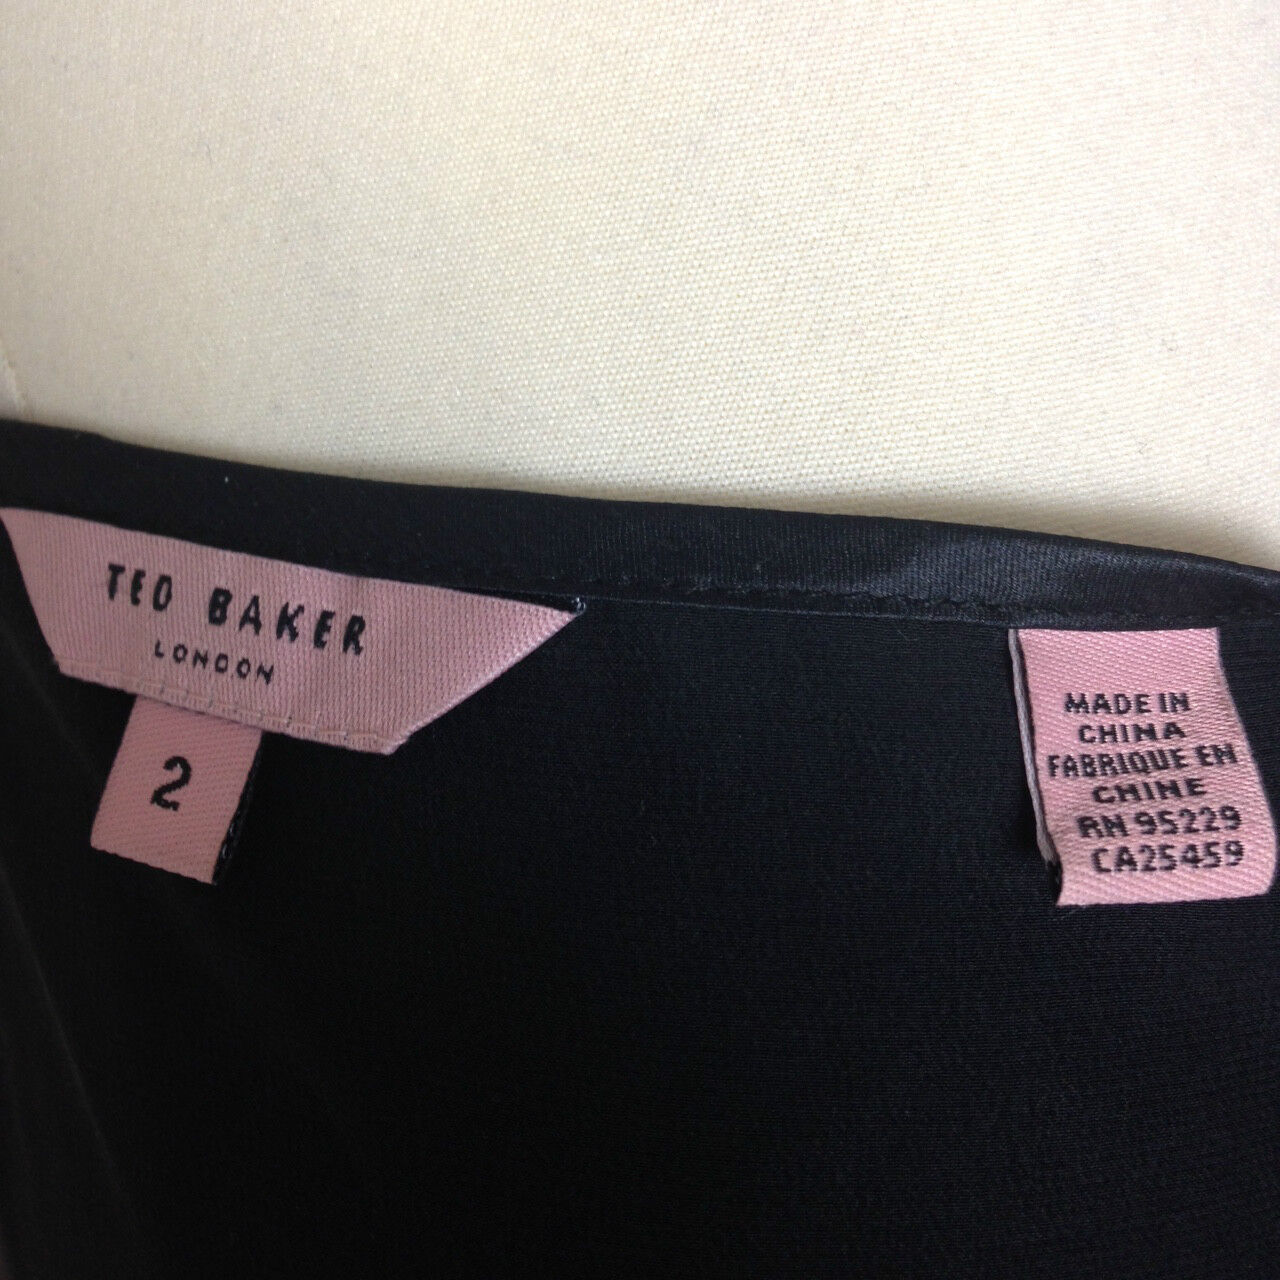 TED BAKER
LONDON
2
MADE IN
CHINA
FABRIQUE EN
CHINE
RN 95229
CA25459